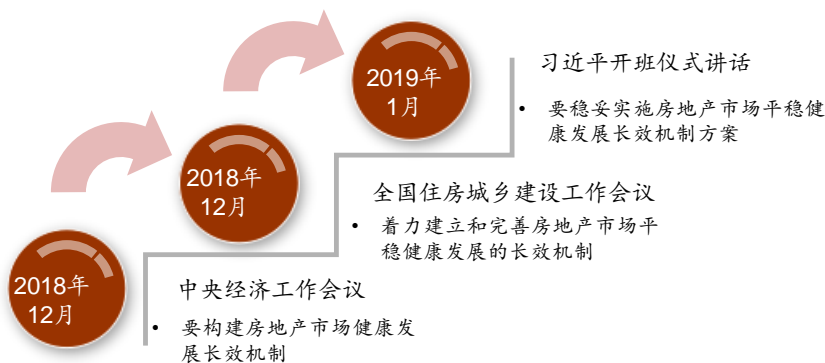 2019年
1月
习近平开班仪式讲话
• 要稳妥实施房地产市场平稳健
康发展长效机制方案
2018年
12月
全国住房城乡建设工作会议
• 着力建立和完善房地产市场平
稳健康发展的长效机制
2018年
12月
中央经济工作会议
• 要构建房地产市场健康发
展长效机制